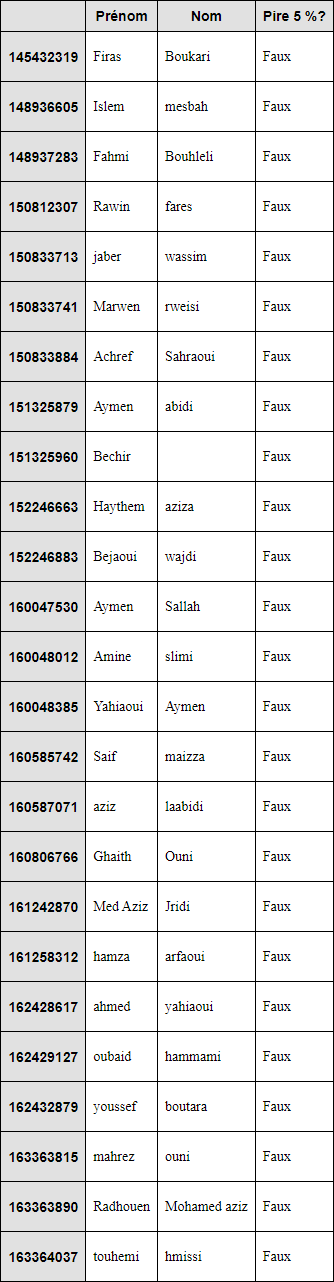 Prénom Nom Pire 5 %?
145432319 Firas Boukari Faux
148936605 Islem mesbah Faux
148937283 Fahmi Bouhleli Faux
150812307 Rawin fares Faux
150833713 jaber wassim Faux
150833741 Marwen rweisi Faux
150833884 Achref Sahraoui Faux
151325879 Aymen abidi Faux
151325960 Bechir Faux
152246663 Haythem aziza Faux
152246883 Bejaoui wajdi Faux
160047530 Aymen Sallah Faux
160048012 Amine slimi Faux
160048385 Yahiaoui Aymen Faux
160585742 Saif maizza Faux
160587071 aziz laabidi Faux
160806766 Ghaith Ouni Faux
161242870 Med Aziz Jridi Faux
161258312 hamza arfaoui Faux
162428617 ahmed yahiaoui Faux
162429127 oubaid hammami Faux
162432879 youssef boutara Faux
163363815 mahrez ouni Faux
163363890 Radhouen Mohamed aziz Faux
163364037 touhemi hmissi Faux